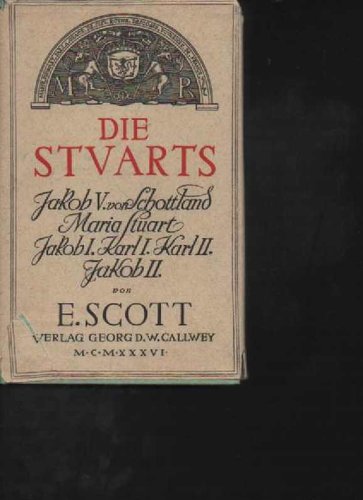 M R
DIE
STVARTS
Jakob V. von Schottland
Maria Stuart
Jakob I. Karl I. Karl II.
Jakob II.
von
E. SCOTT
VERLAG GEORG D. W. CALLWEY
M·C·M·XXXVI·